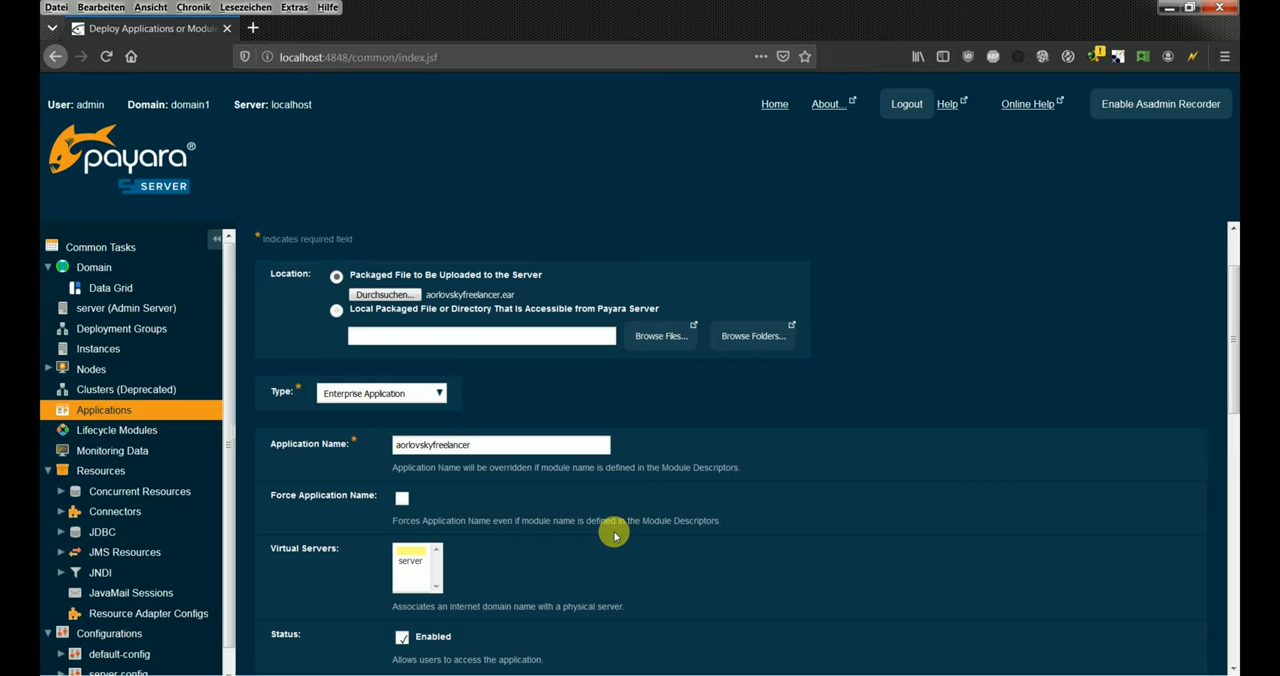 Datei Bearbeiten Ansicht Chronik Lesezeichen Extras Hilfe
Deploy Applications or Module
localhost:4848/common/index.jsf
User: admin Domain: domain1 Server: localhost
Home About... Logout Help Online Help Enable Asadmin Recorder
payara®
SERVER
Common Tasks
Domain
Data Grid
server (Admin Server)
Deployment Groups
Instances
Nodes
Clusters (Deprecated)
Applications
Lifecycle Modules
Monitoring Data
Resources
Concurrent Resources
Connectors
JDBC
JMS Resources
JNDI
JavaMail Sessions
Resource Adapter Configs
Configurations
default-config
server-config
* Indicates required field
Location: Packaged File to Be Uploaded to the Server
Durchsuchen... aorlovskyfreelancer.ear
Local Packaged File or Directory That Is Accessible from Payara Server
Browse Files... Browse Folders...
Type: * Enterprise Application
Application Name: * aorlovskyfreelancer
Application Name will be overridden if module name is defined in the Module Descriptors.
Force Application Name:
Forces Application Name even if module name is defined in the Module Descriptors.
Virtual Servers:
server
Associates an Internet domain name with a physical server.
Status: Enabled
Allows users to access the application.